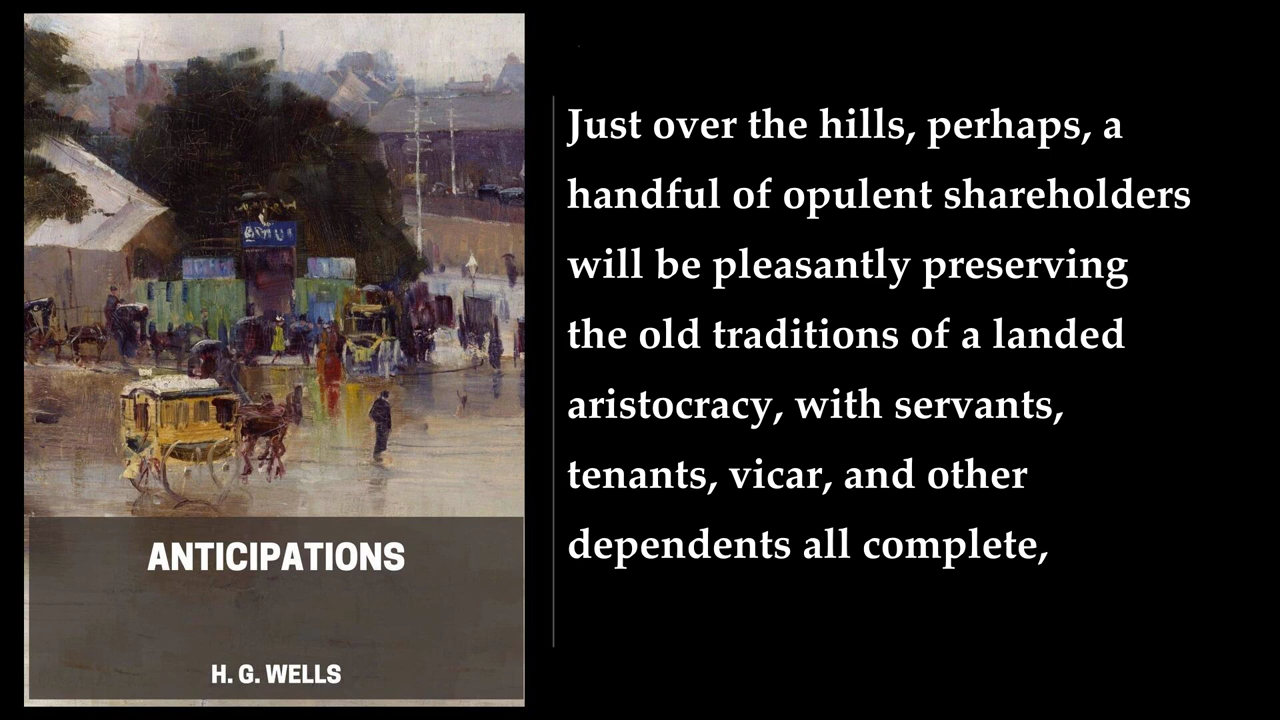 ANTICIPATIONS
H. G. WELLS
Just over the hills, perhaps, a
handful of opulent shareholders
will be pleasantly preserving
the old traditions of a landed
aristocracy, with servants,
tenants, vicar, and other
dependents all complete,